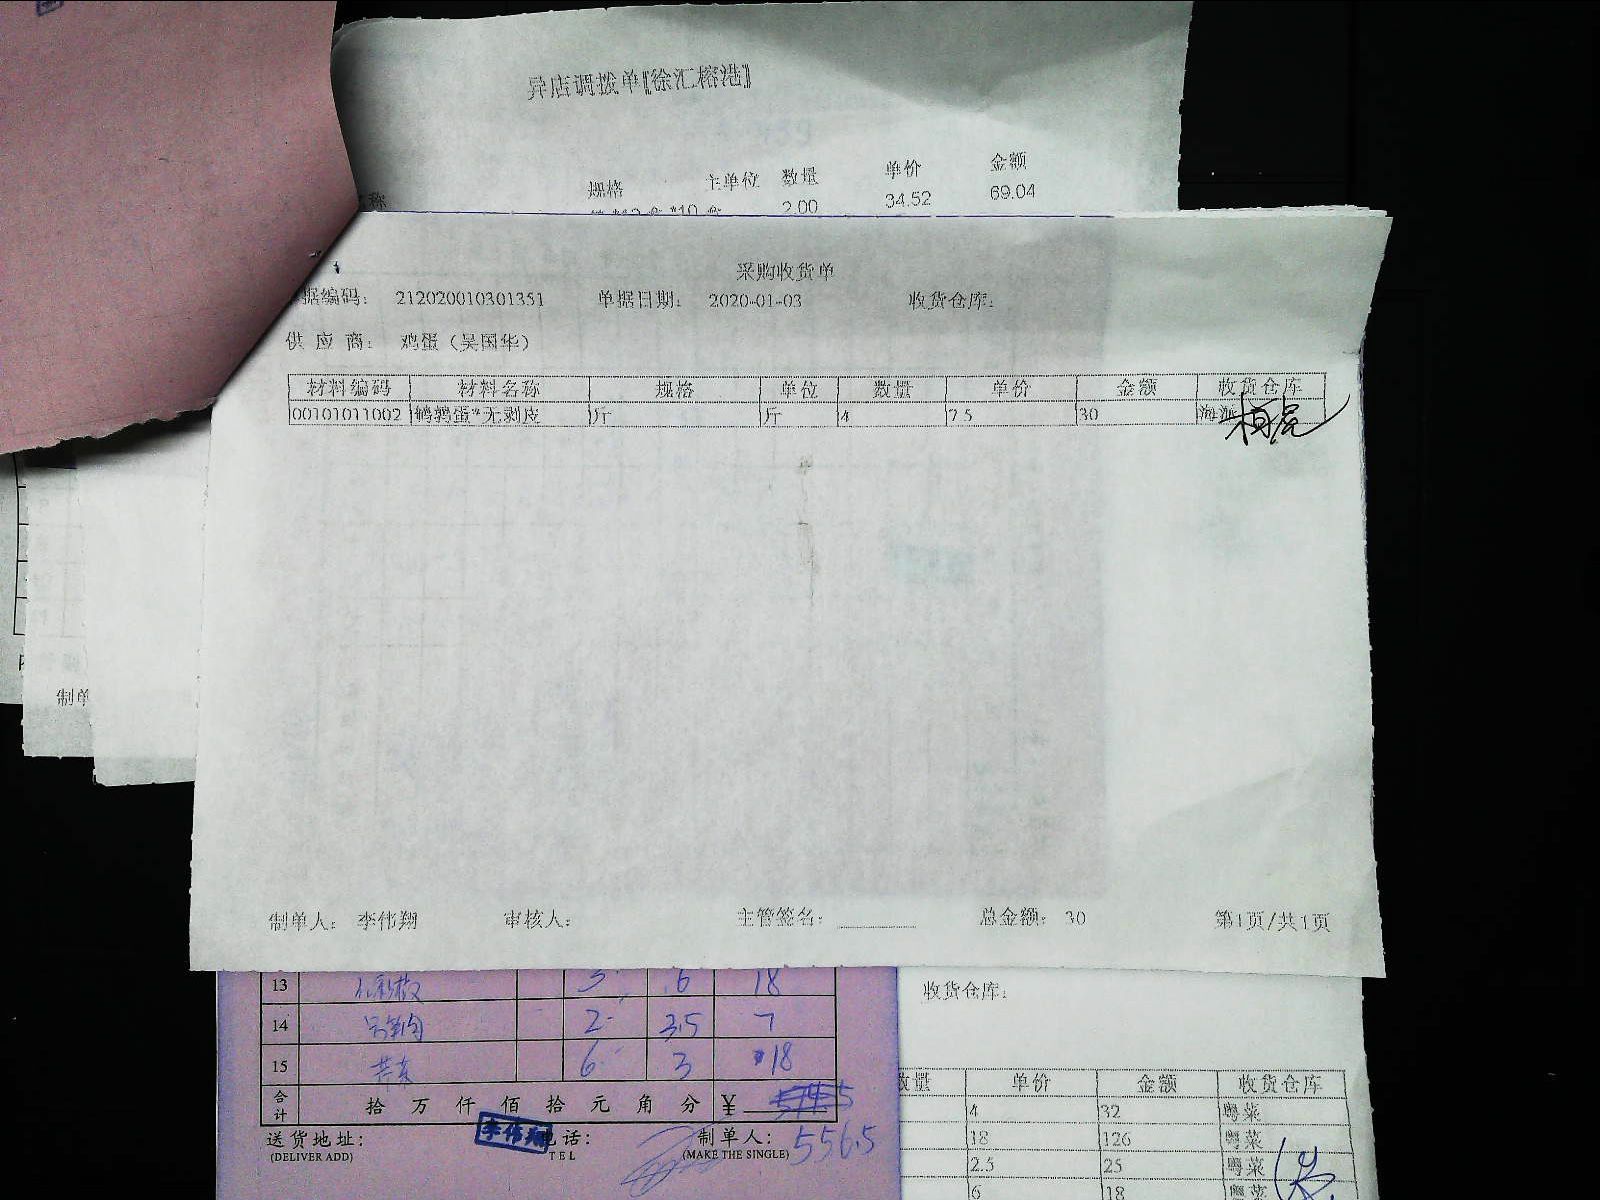 异店调拨单『徐汇榕港』
规格 主单位 数量 单价 金额
2.00 34.52 69.04
采购收货单
据编码: 212020010301351 单据日期: 2020-01-03 收货仓库:
供应商: 鸡蛋（吴国华）
材料编码 材料名称 规格 单位 数量 单价 金额 收货仓库
00101011002 鹌鹑蛋*无剥皮 斤 斤 4 7.5 30 海派
制单人: 李伟翔 审核人: 主管签名: 总金额: 30 第1页/共1页
制单
13 3 6 18
14 2 3.5 7
15 6 3 18
合计 拾万仟佰拾元角分 ¥
送货地址: 李伟翔 电话: 制单人: 556.5
(DELIVER ADD) TEL (MAKE THE SINGLE)
收货仓库:
数量 单价 金额 收货仓库
4 32 粤菜
18 126 粤菜
2.5 25 粤菜
6 18 粤菜